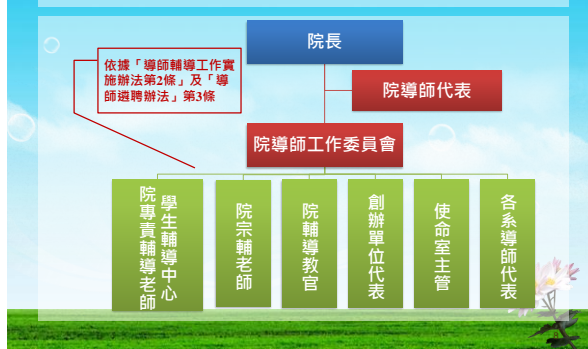 院長
依據「導師輔導工作實
施辦法第2條」及「導
師遴聘辦法」第3條
院導師代表
院導師工作委員會
學生輔導中心
院專責輔導老師
院宗輔老師
院輔導教官
創辦單位代表
使命室主管
各系導師代表